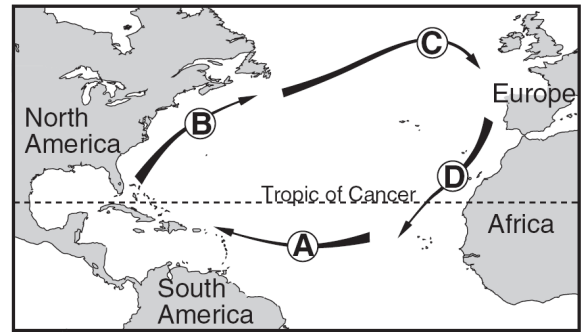 C
Europe
North
America
B
D
Tropic of Cancer
Africa
A
South
America